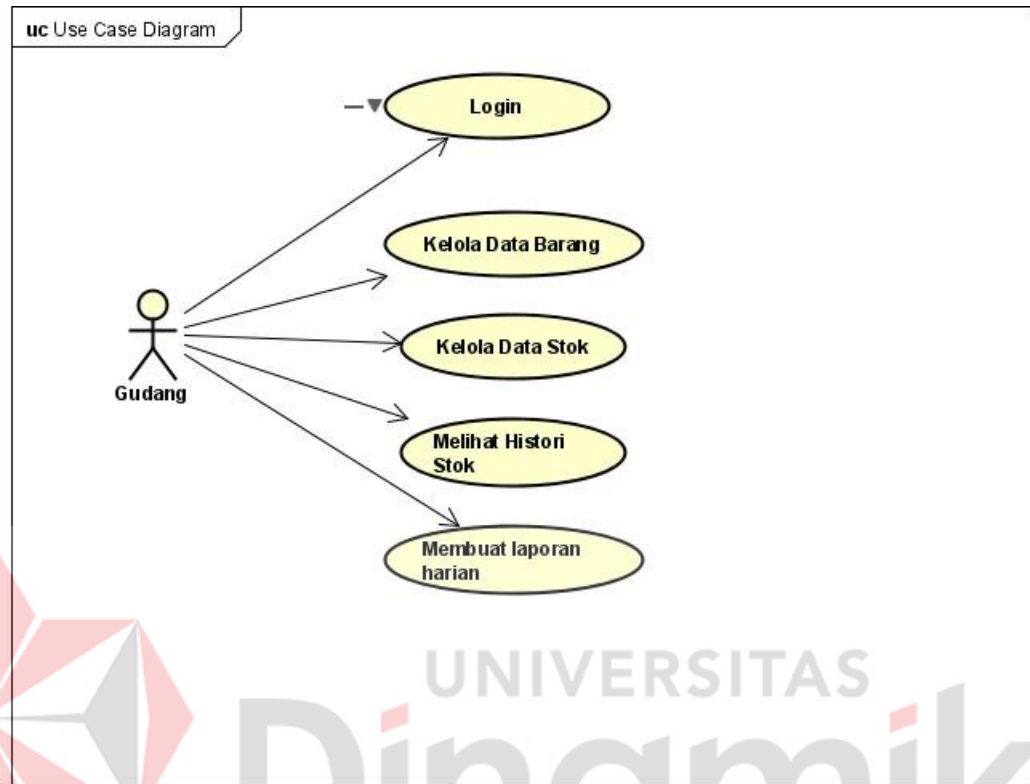 uc Use Case Diagram
Login
Kelola Data Barang
Kelola Data Stok
Gudang
Melihat Histori
Stok
Membuat laporan
harian
UNIVERSITAS
Dinamik